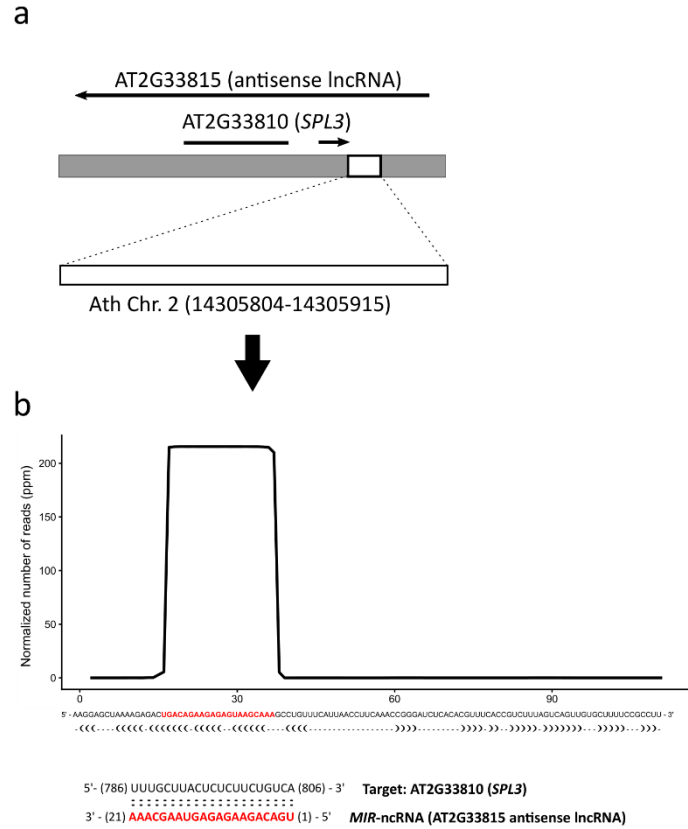 a
AT2G33815 (antisense lncRNA)
AT2G33810 (SPL3)
Ath Chr. 2 (14305804-14305915)
b
Normalized number of reads (ppm)
200
150
100
50
0
0 30 60 90
5' - AAGGAGCUAAAAGAGACUGACAGAAGAGAGUAAGCAAAGCCUGUUUCAUUAACCUUCAAACCGGGAUCUCACACGUUUCACCGUCUUUAGUCAGUUGUGCUUUUCCGCCUU - 3'
5'- (786) UUUGCUUACUCUCUUCUGUCA (806) - 3' Target: AT2G33810 (SPL3)
3' - (21) AAACGAAUGAGAGAAGACAGU (1) - 5' MIR-ncRNA (AT2G33815 antisense lncRNA)